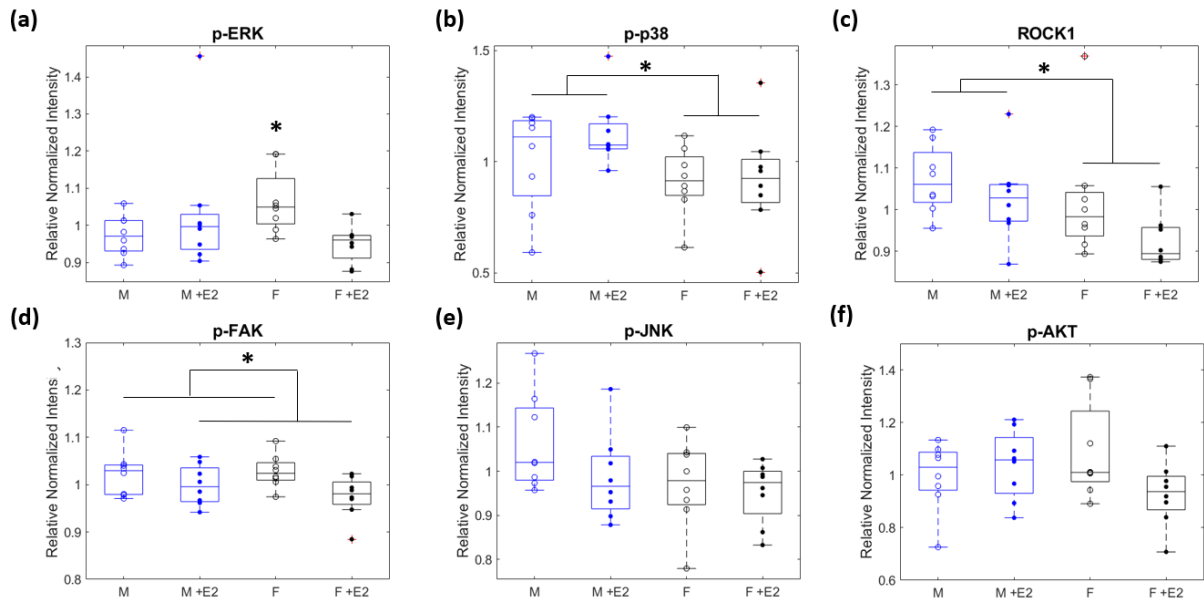 (a) p-ERK
Relative Normalized Intensity
1.4
1.3
1.2
1.1
1
0.9
*
M M +E2 F F +E2
(b) p-p38
Relative Normalized Intensity
1.5
1
0.5
*
M M +E2 F F +E2
(c) ROCK1
Relative Normalized Intensity
1.3
1.2
1.1
1
0.9
*
M M +E2 F F +E2
(d) p-FAK
Relative Normalized Intens
1.3
1.2
1.1
1
0.9
0.8
*
M M +E2 F F +E2
(e) p-JNK
Relative Normalized Intensity
1.2
1.1
1
0.9
0.8
M M +E2 F F +E2
(f) p-AKT
Relative Normalized Intensity
1.4
1.2
1
0.8
0.6
M M +E2 F F +E2